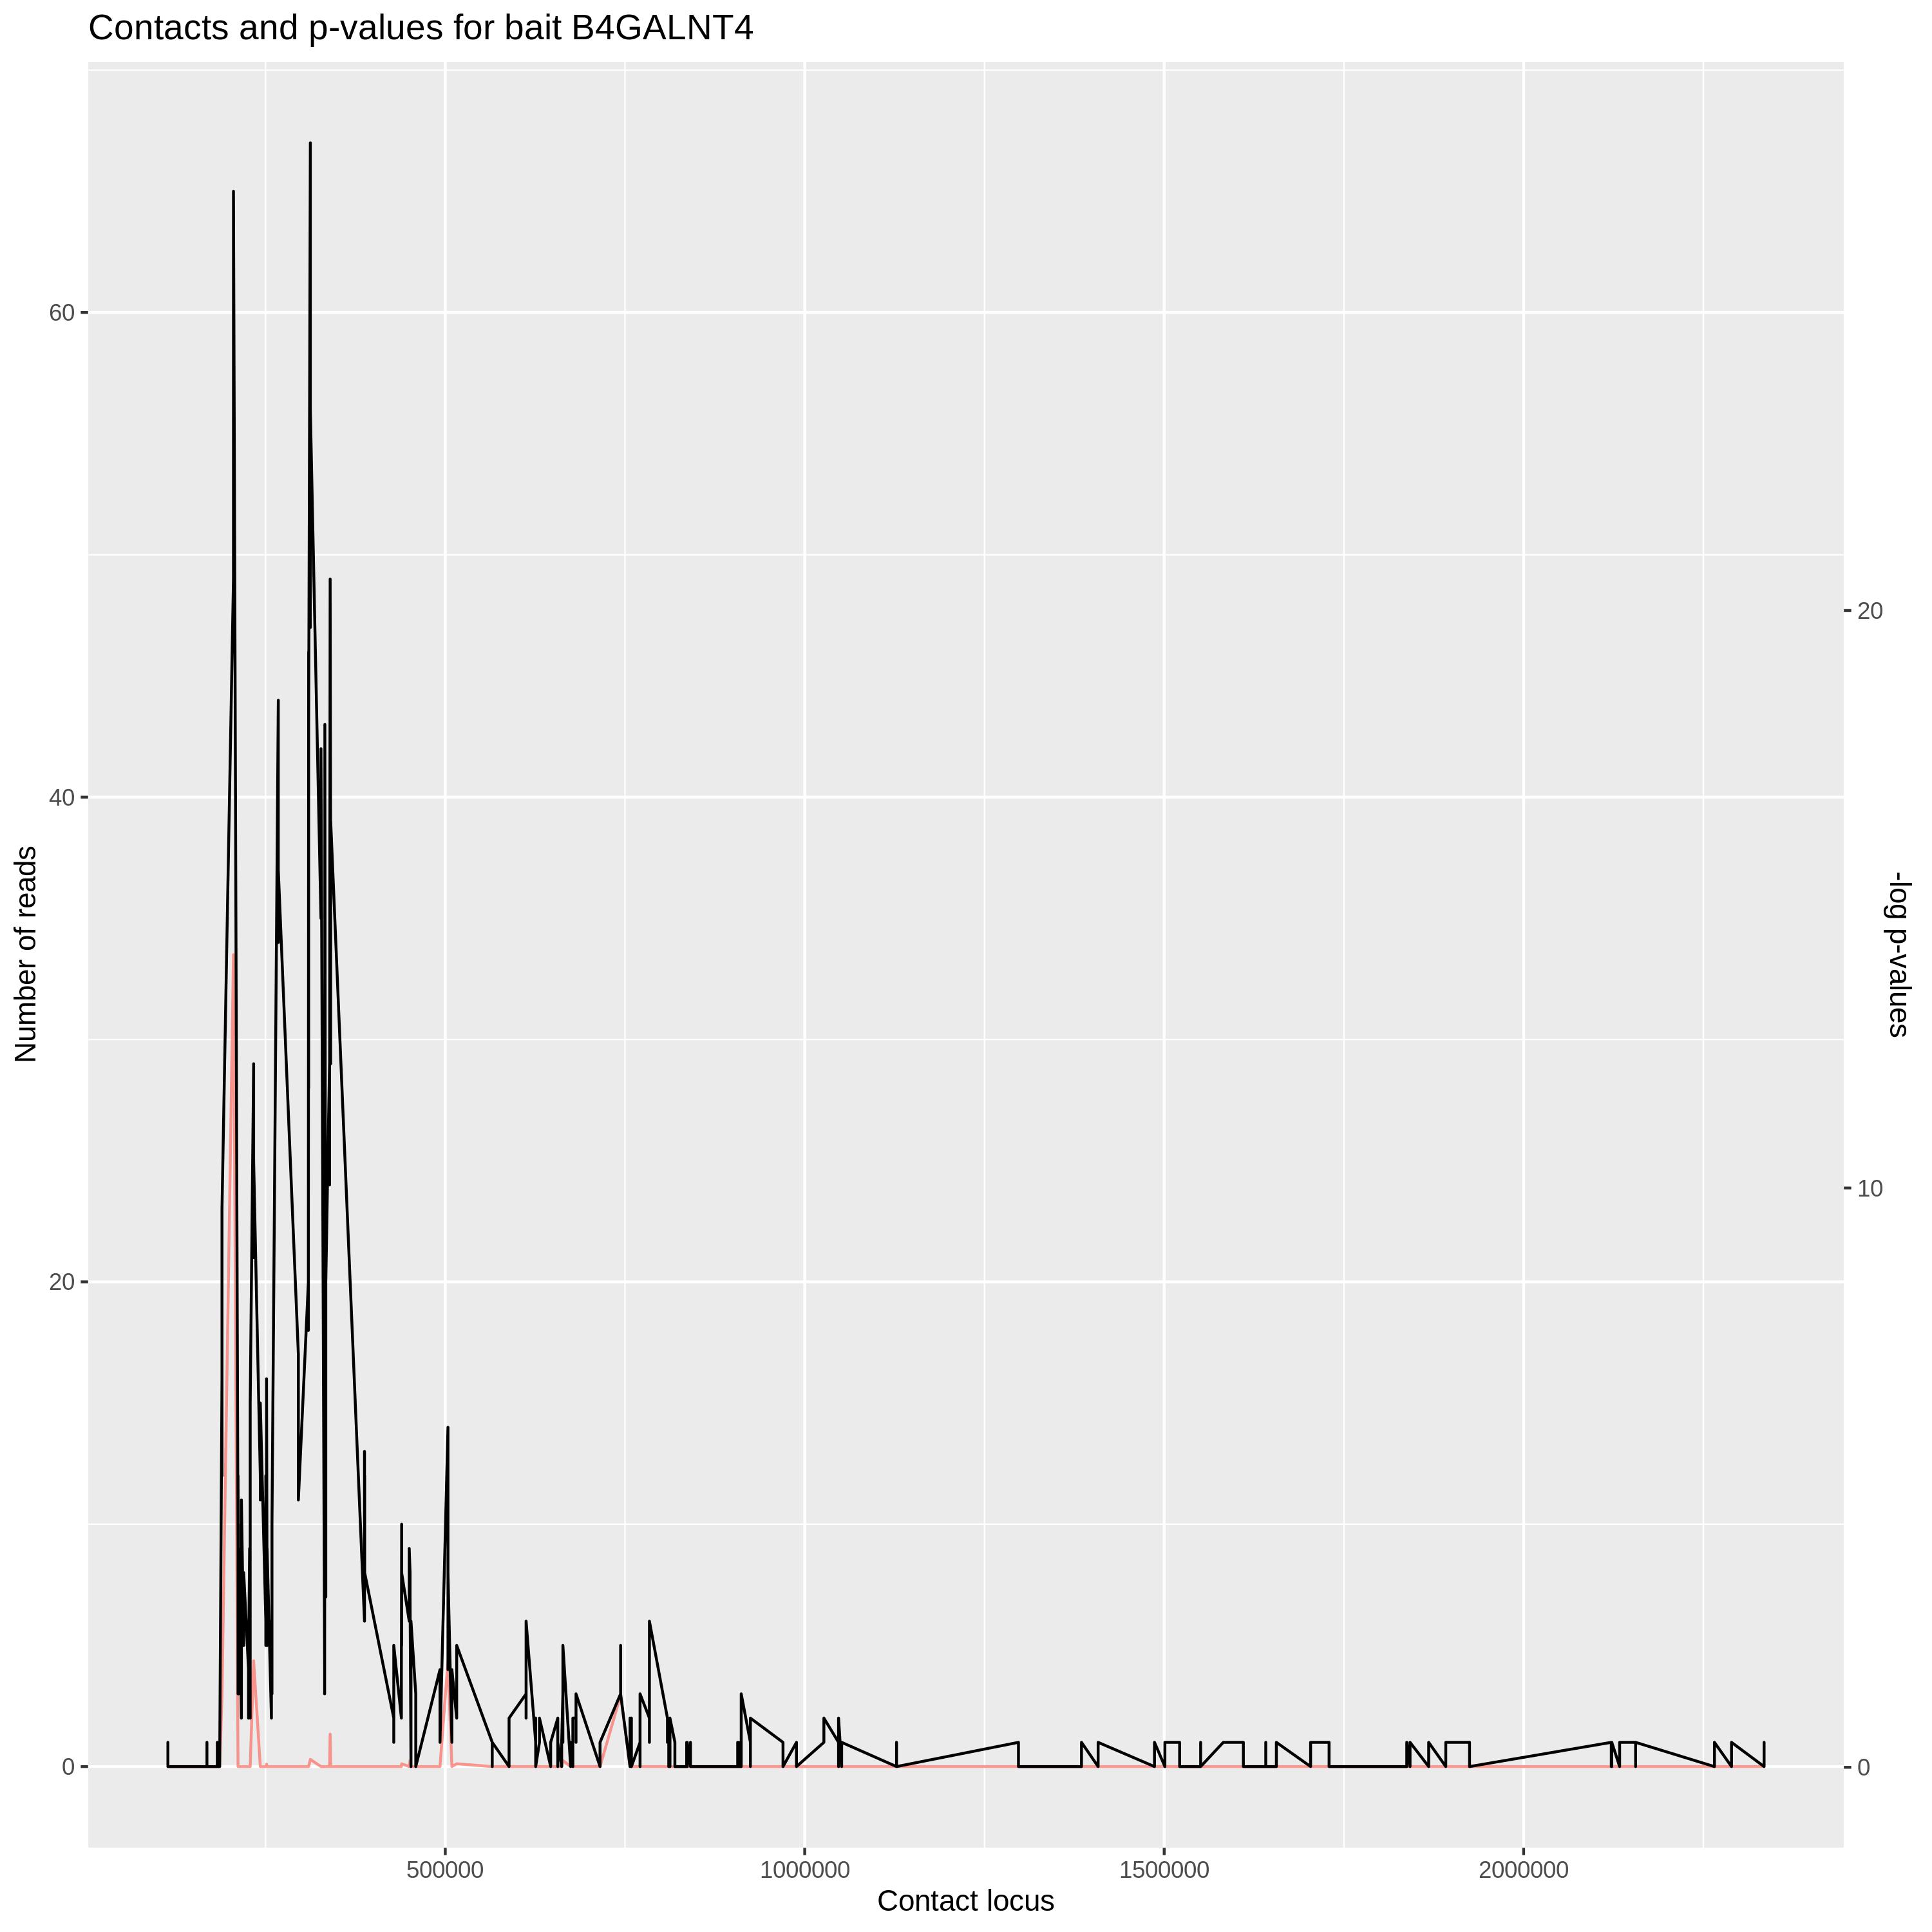 Contacts and p-values for bait B4GALNT4
60
40
20
0
Number of reads
20
10
0
-log p-values
500000
1000000
1500000
2000000
Contact locus